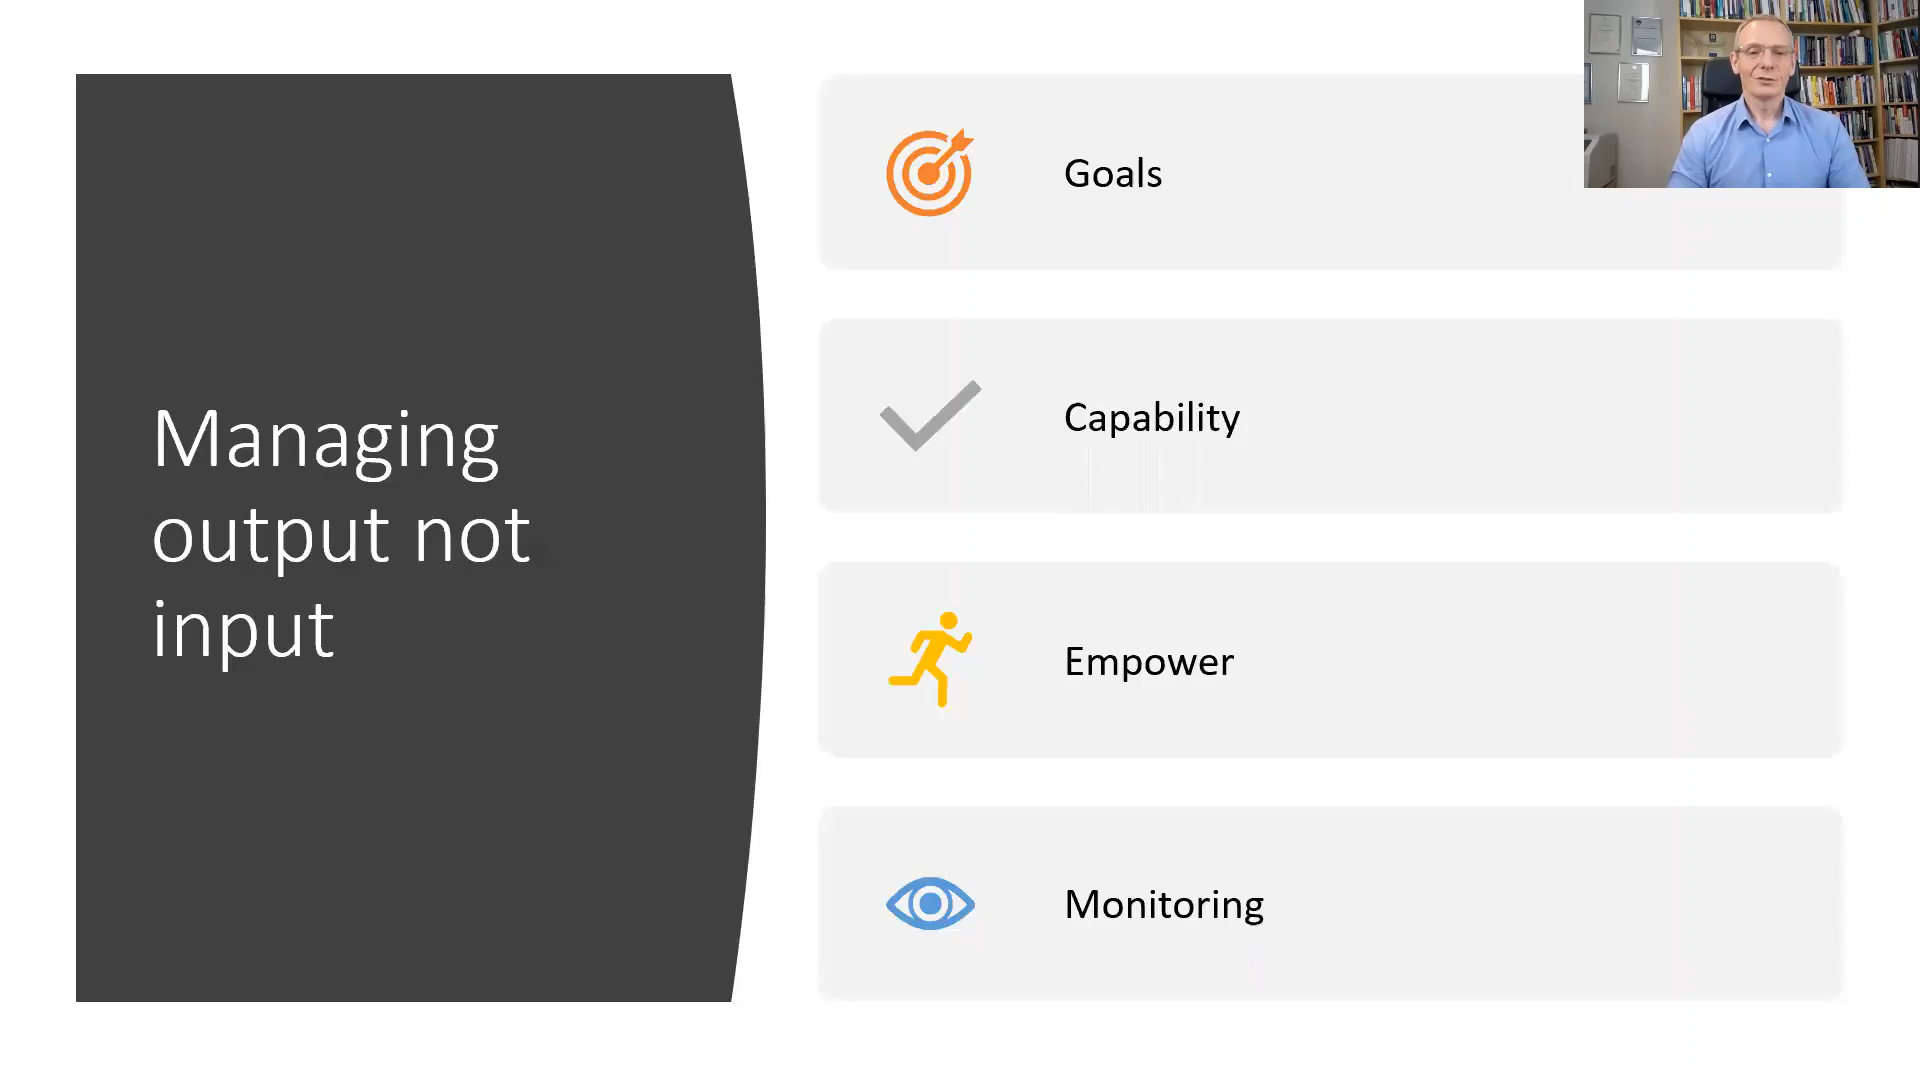 Managing
output not
input
Goals
Capability
Empower
Monitoring